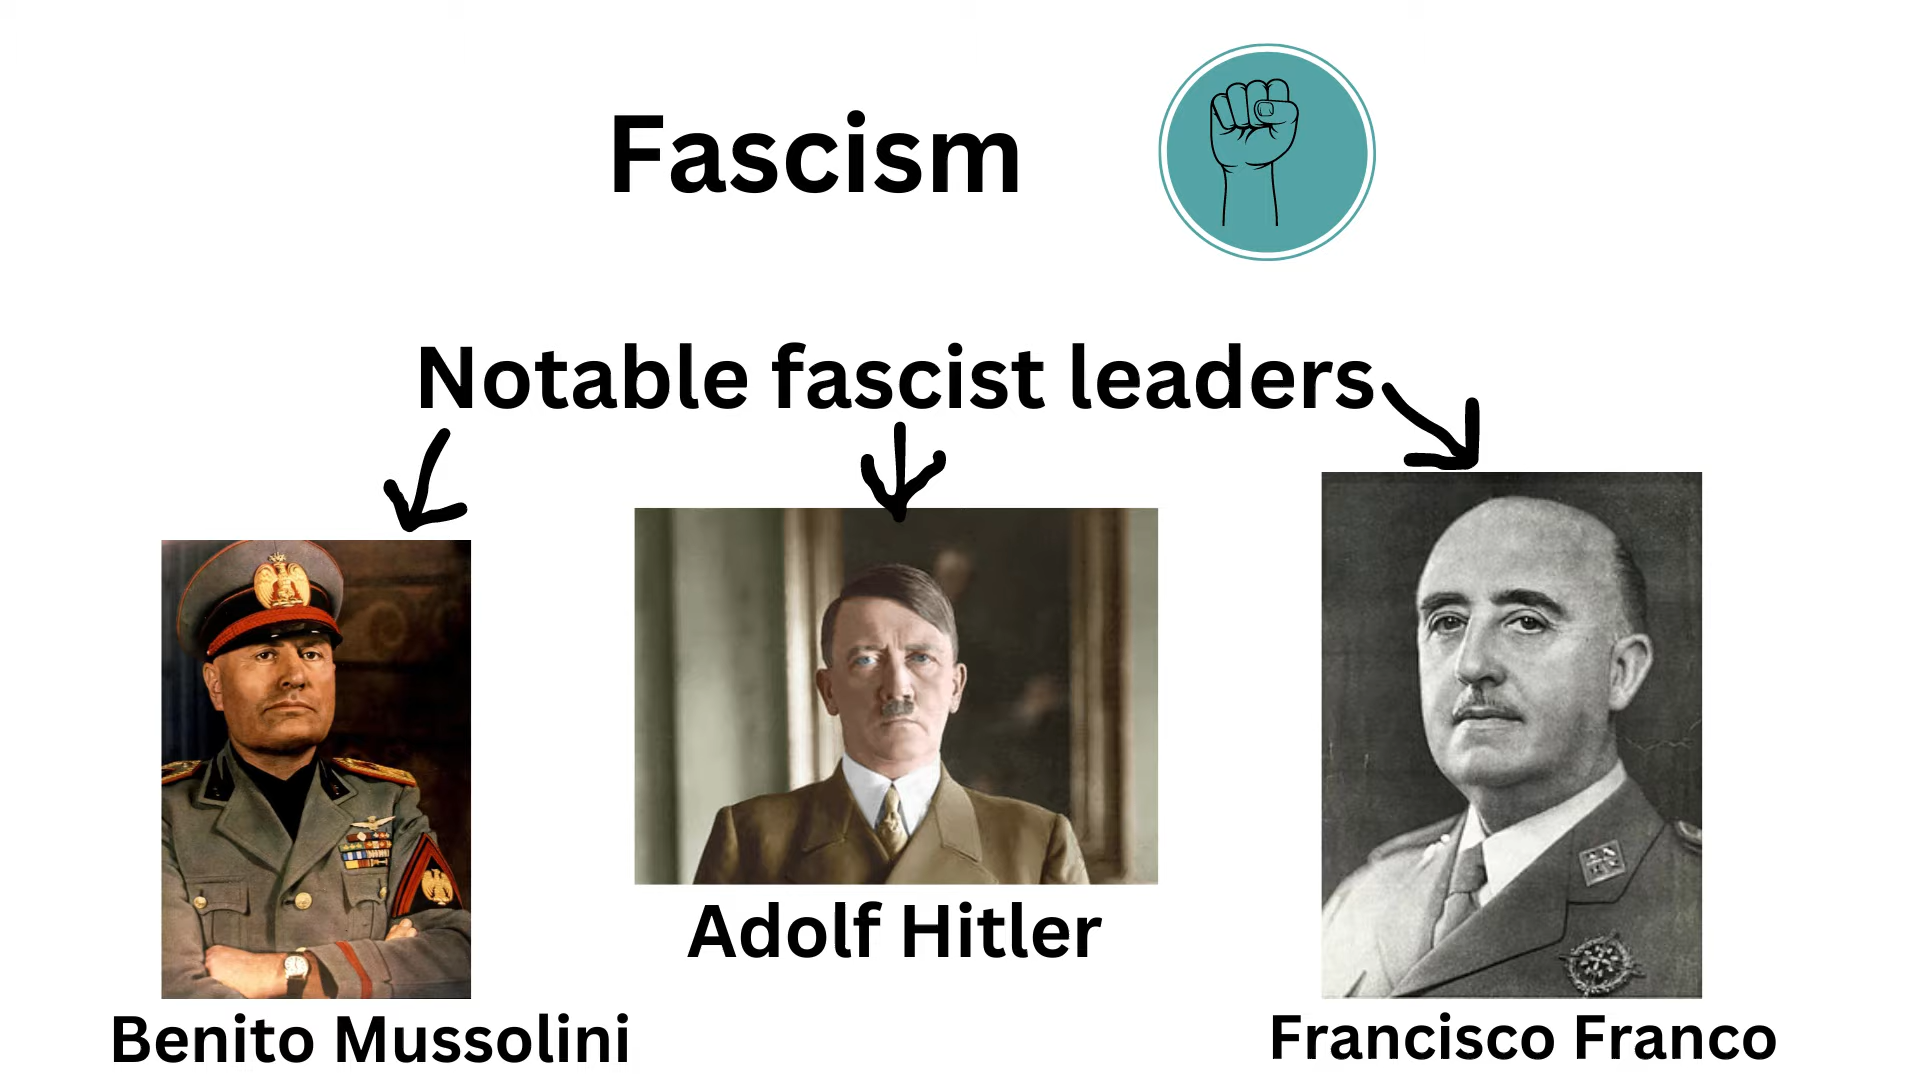 Fascism
Notable fascist leaders
Adolf Hitler
Benito Mussolini
Francisco Franco